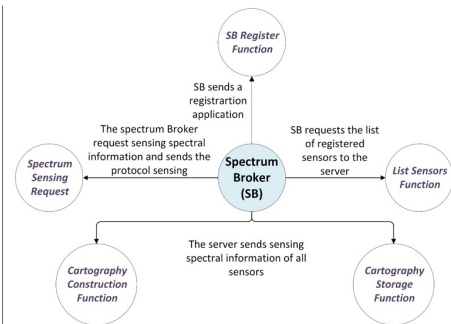 SB Register
Function
SB sends a
registrartion
application
The spectrum Broker
request sensing spectral
information and sends the
protocol sensing
SB requests the list
of registered
sensors to the
server
Spectrum
Sensing
Request
Spectrum
Broker
(SB)
List Sensors
Function
The server sends sensing
spectral information of all
sensors
Cartography
Construction
Function
Cartography
Storage
Function